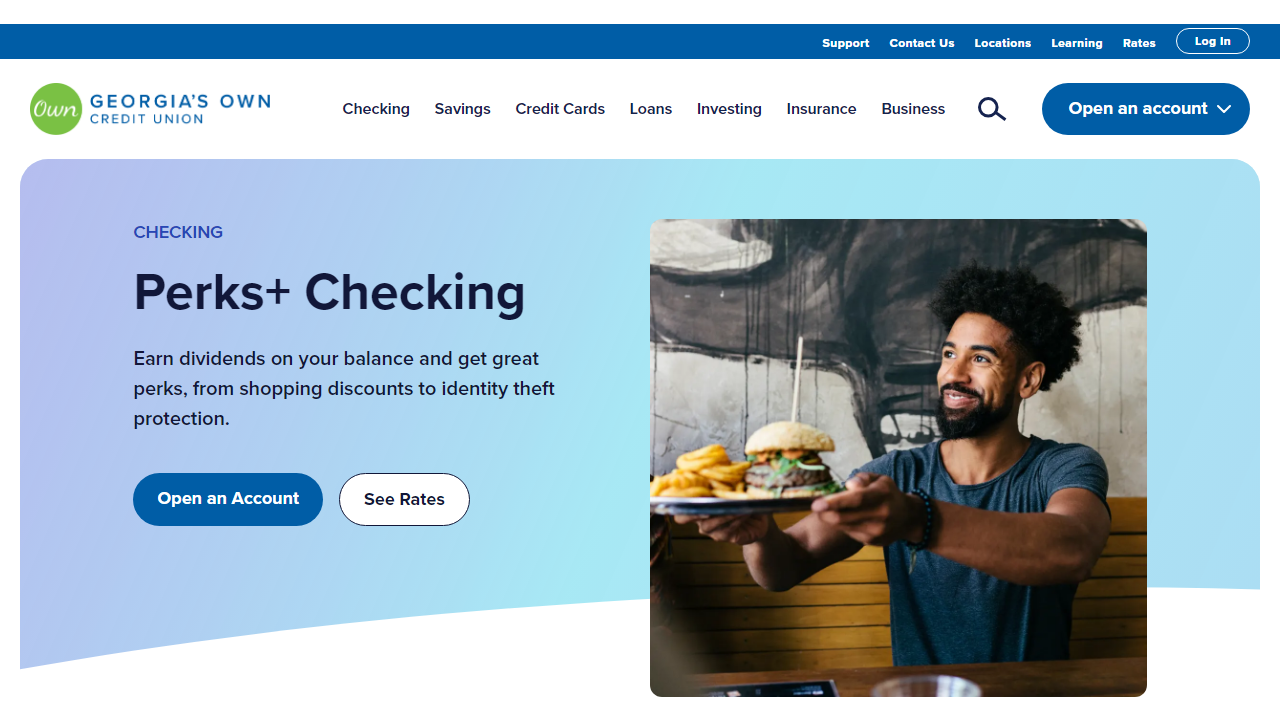 Support Contact Us Locations Learning Rates Log In
Own GEORGIA'S OWN
CREDIT UNION
Checking Savings Credit Cards Loans Investing Insurance Business Open an account
CHECKING
Perks+ Checking
Earn dividends on your balance and get great
perks, from shopping discounts to identity theft
protection.
Open an Account See Rates